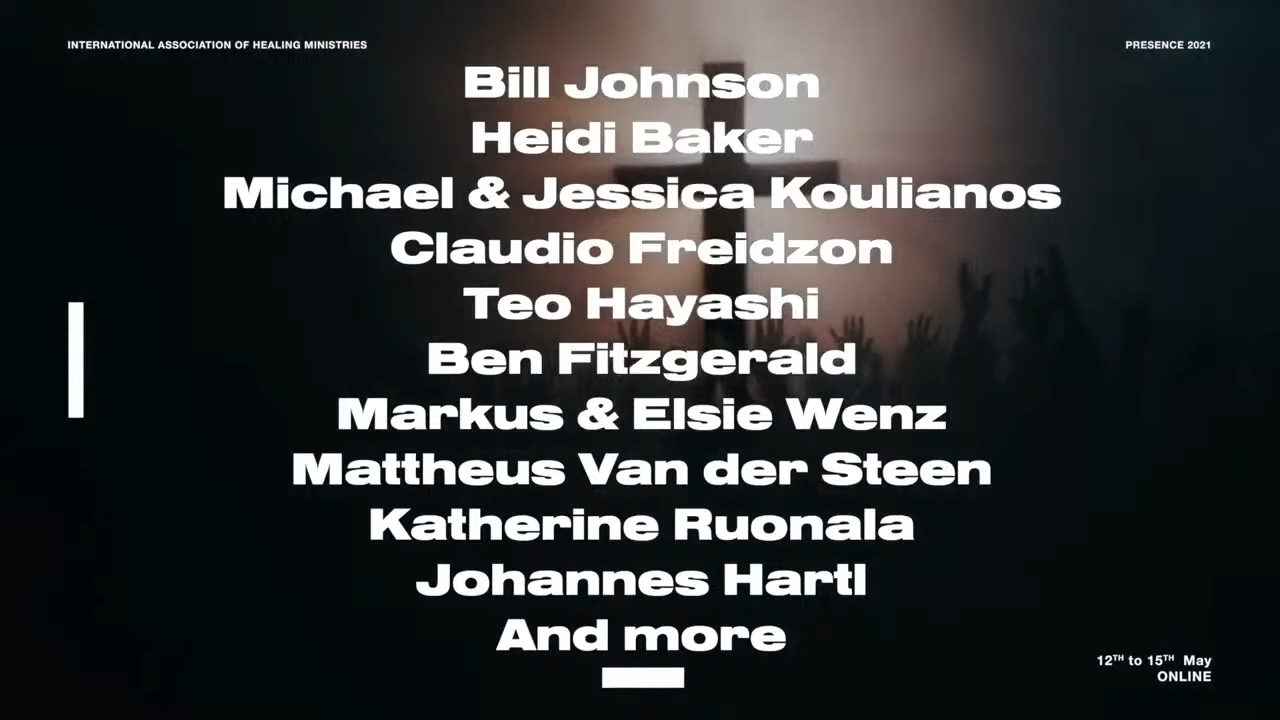 INTERNATIONAL ASSOCIATION OF HEALING MINISTRIES
PRESENCE 2021
Bill Johnson
Heidi Baker
Michael & Jessica Koulianos
Claudio Freidzon
Teo Hayashi
Ben Fitzgerald
Markus & Elsie Wenz
Mattheus Van der Steen
Katherine Ruonala
Johannes Hartl
And more
12TH to 15TH May
ONLINE